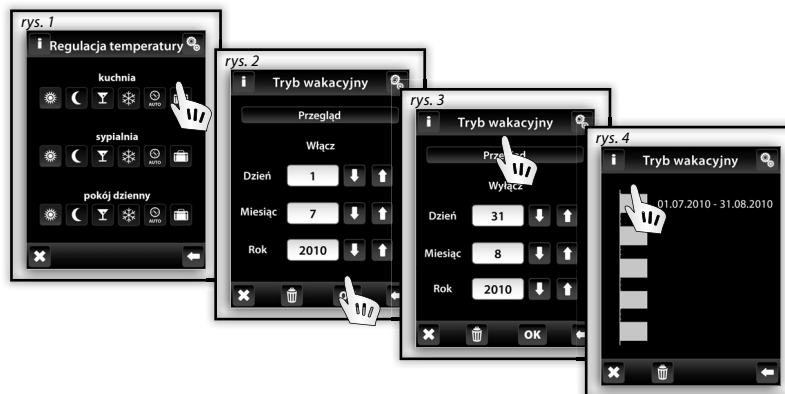 rys. 1
i Regulacja temperatury
kuchnia
AUTO
sypialnia
AUTO
pokój dzienny
AUTO
rys. 2
i Tryb wakacyjny
Przegląd
Włącz
Dzień 1
Miesiąc 7
Rok 2010
rys. 3
i Tryb wakacyjny
Wyłącz
Dzień 31
Miesiąc 8
Rok 2010
OK
rys. 4
i Tryb wakacyjny
01.07.2010 - 31.08.2010